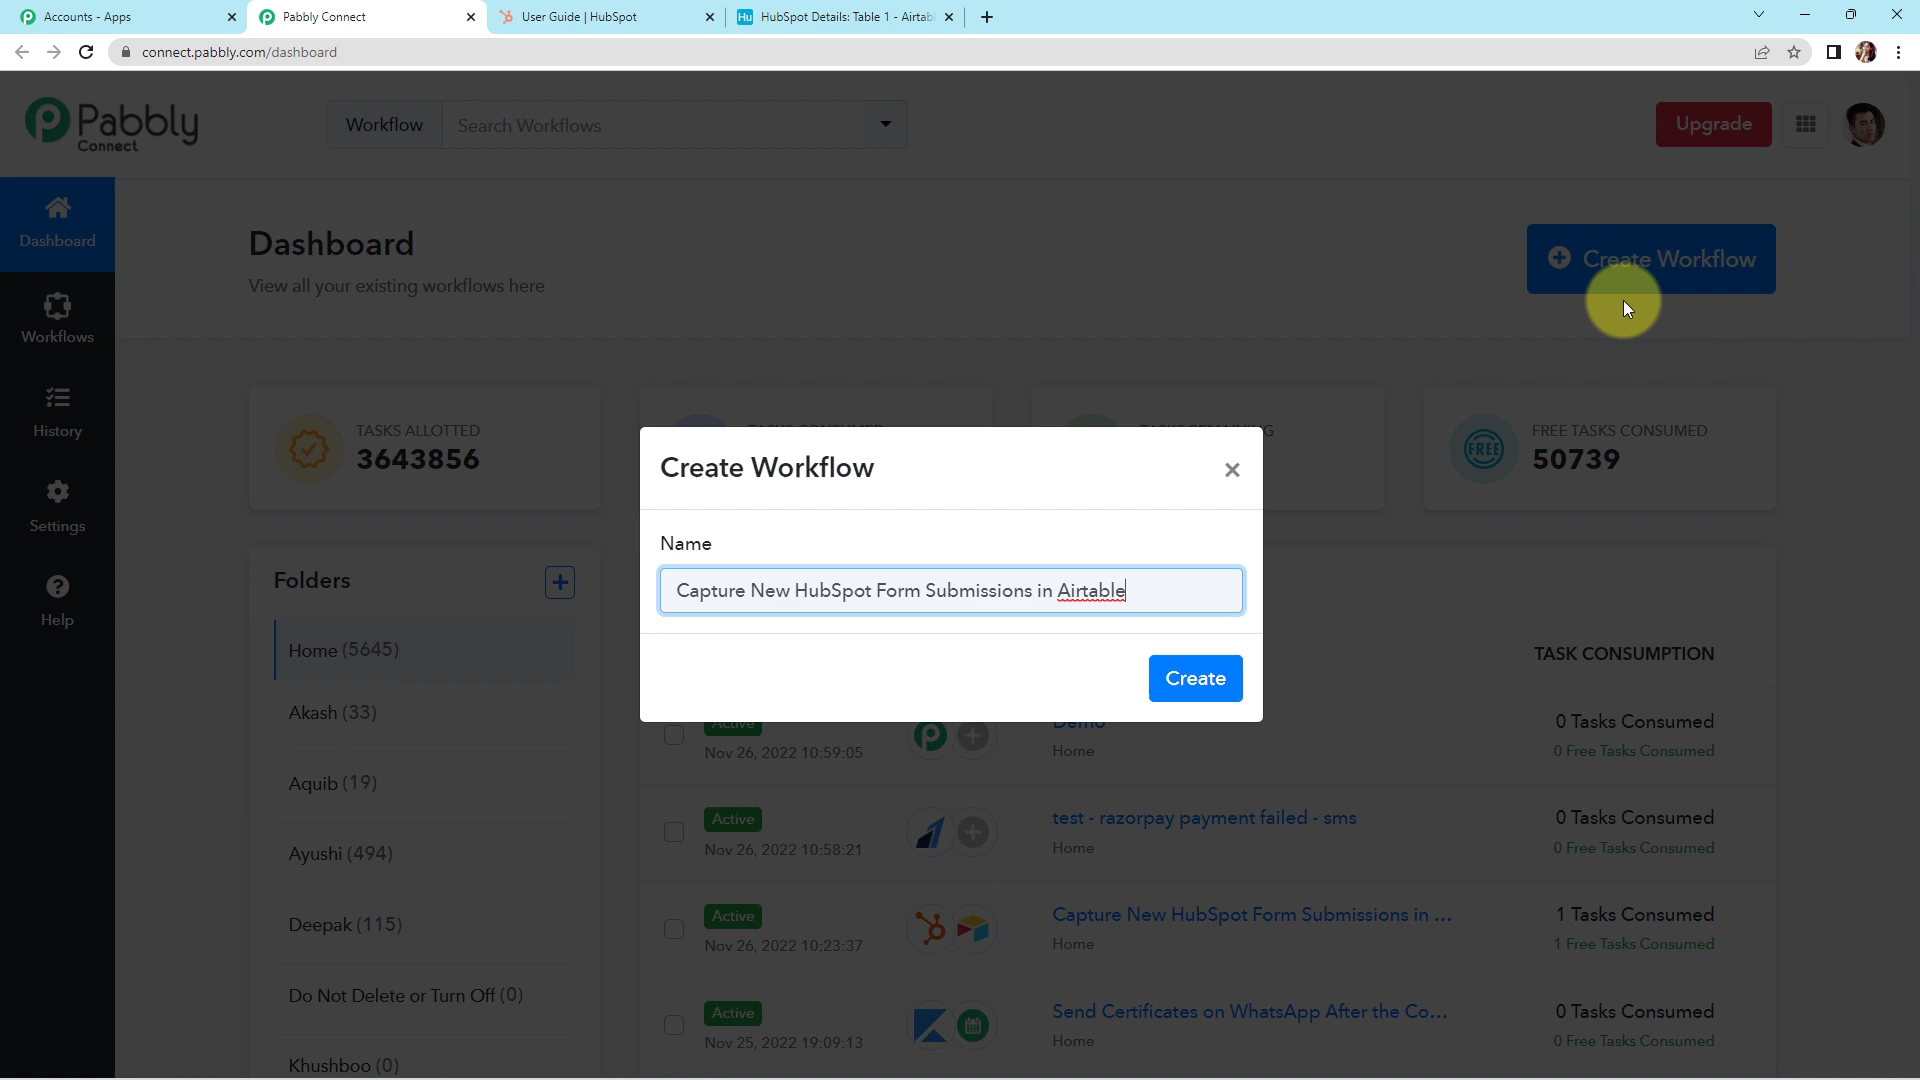 Accounts - Apps
Pabbly Connect
User Guide | HubSpot
HubSpot Details: Table 1 - Airtab
connect.pabbly.com/dashboard
Pabbly
Connect
Workflow
Search Workflows
Upgrade
Dashboard
Workflows
History
Settings
Help
Dashboard
View all your existing workflows here
Create Workflow
TASKS ALLOTTED
3643856
FREE
FREE TASKS CONSUMED
50739
Create Workflow
Name
Capture New HubSpot Form Submissions in Airtable
Create
Folders
Home (5645)
Akash (33)
Aquib (19)
Ayushi (494)
Deepak (115)
Do Not Delete or Turn Off (0)
Khushboo (0)
TASK CONSUMPTION
Active
Nov 26, 2022 10:59:05
Demo
Home
0 Tasks Consumed
0 Free Tasks Consumed
Active
Nov 26, 2022 10:58:21
test - razorpay payment failed - sms
Home
0 Tasks Consumed
0 Free Tasks Consumed
Active
Nov 26, 2022 10:23:37
Capture New HubSpot Form Submissions in ...
Home
1 Tasks Consumed
1 Free Tasks Consumed
Active
Nov 25, 2022 19:09:13
Send Certificates on WhatsApp After the Co...
Home
0 Tasks Consumed
0 Free Tasks Consumed